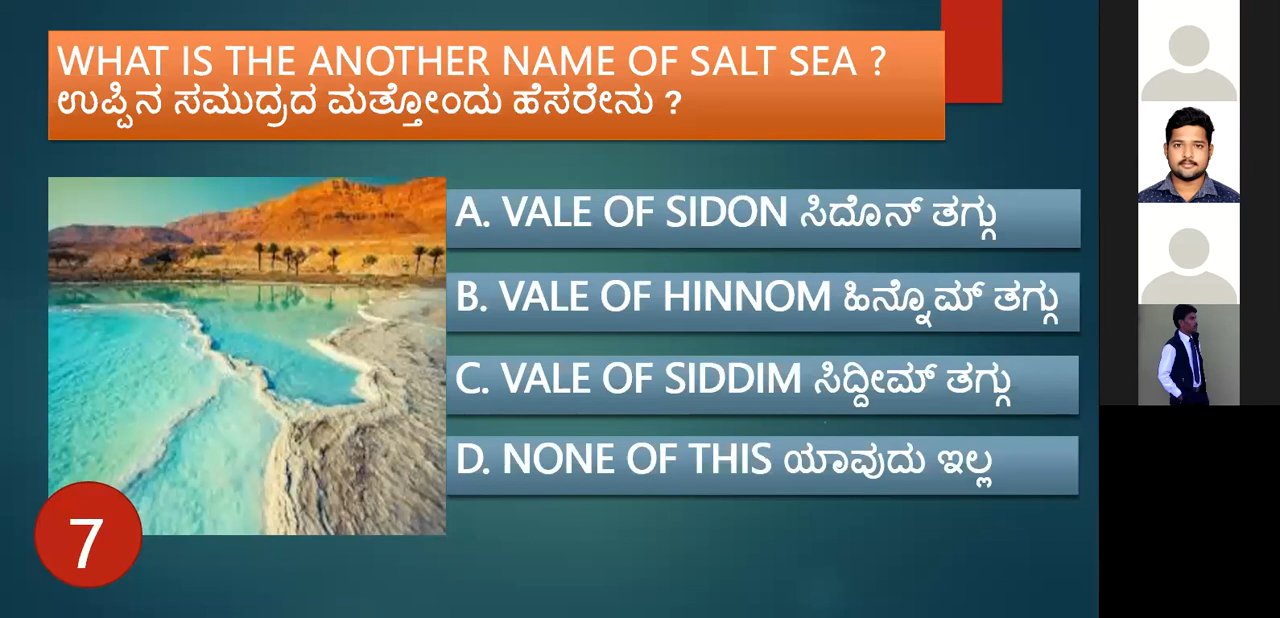 WHAT IS THE ANOTHER NAME OF SALT SEA ?
ಉಪ್ಪಿನ ಸಮುದ್ರದ ಮತ್ತೋಂದು ಹೆಸರೇನು ?
A. VALE OF SIDON ಸಿದೊನ್ ತಗ್ಗು
B. VALE OF HINNOM ಹಿನ್ನೊಮ್ ತಗ್ಗು
C. VALE OF SIDDIM ಸಿದ್ದೀಮ್ ತಗ್ಗು
D. NONE OF THIS ಯಾವುದು ಇಲ್ಲ
7